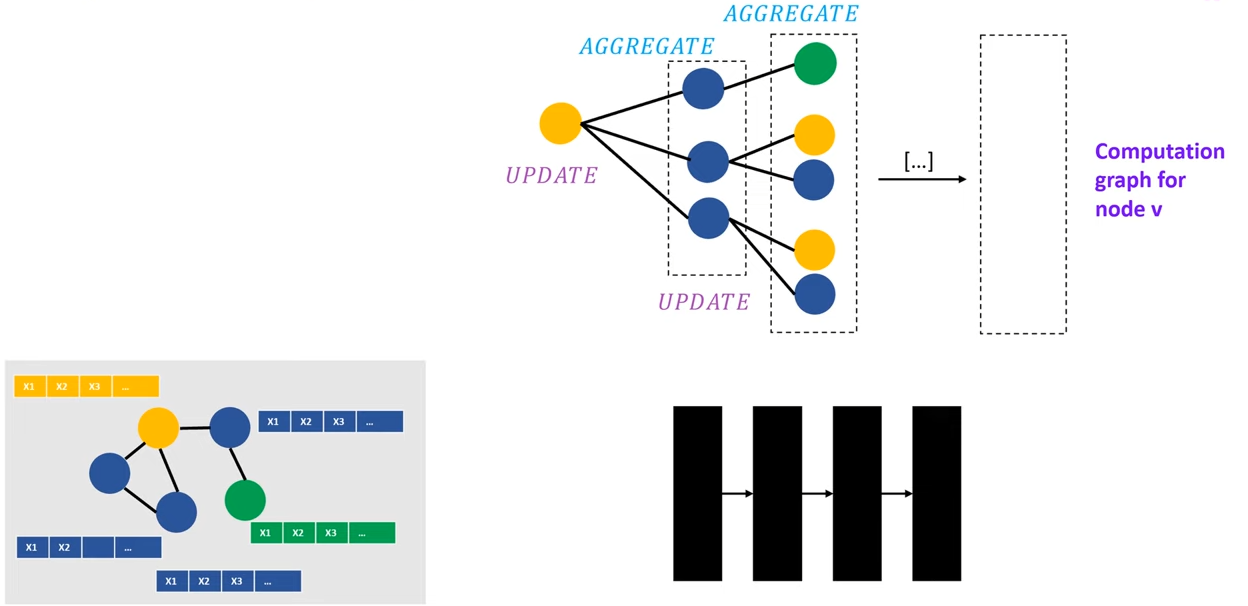 AGGREGATE
AGGREGATE
UPDATE
UPDATE
[...]
Computation
graph for
node v
X1 X2 X3 ...
X1 X2 X3 ...
X1 X2 X3 ...
X1 X2 ...
X1 X2 X3 ...